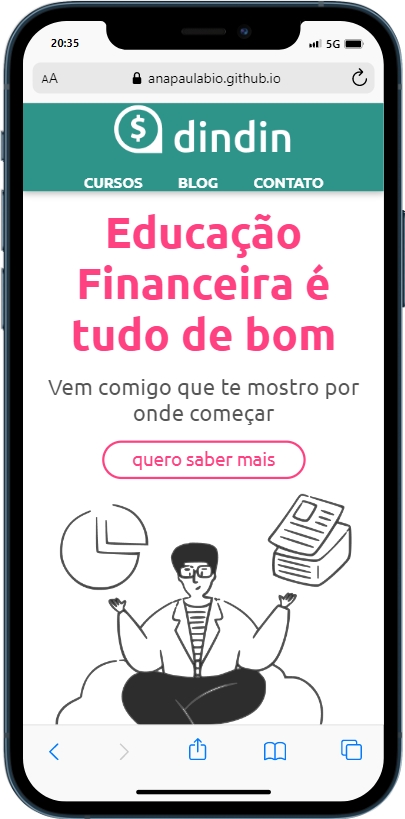 20:35
5G
AA
anapaulabio.github.io
$ dindin
CURSOS BLOG CONTATO
Educação
Financeira é
tudo de bom
Vem comigo que te mostro por
onde começar
quero saber mais